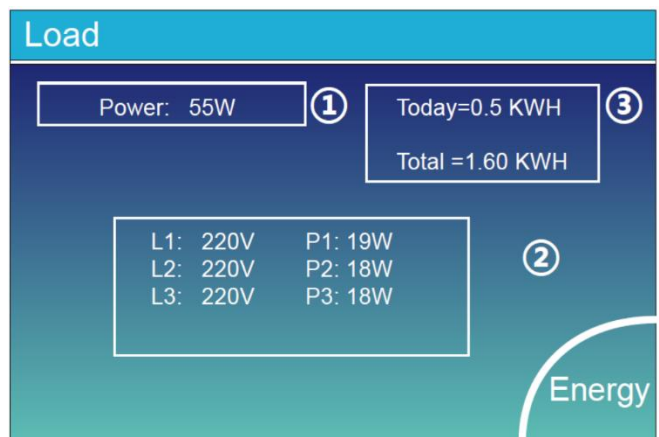 Load
Power: 55W
①
Today=0.5 KWH
Total =1.60 KWH
③
L1: 220V P1: 19W
L2: 220V P2: 18W
L3: 220V P3: 18W
②
Energy